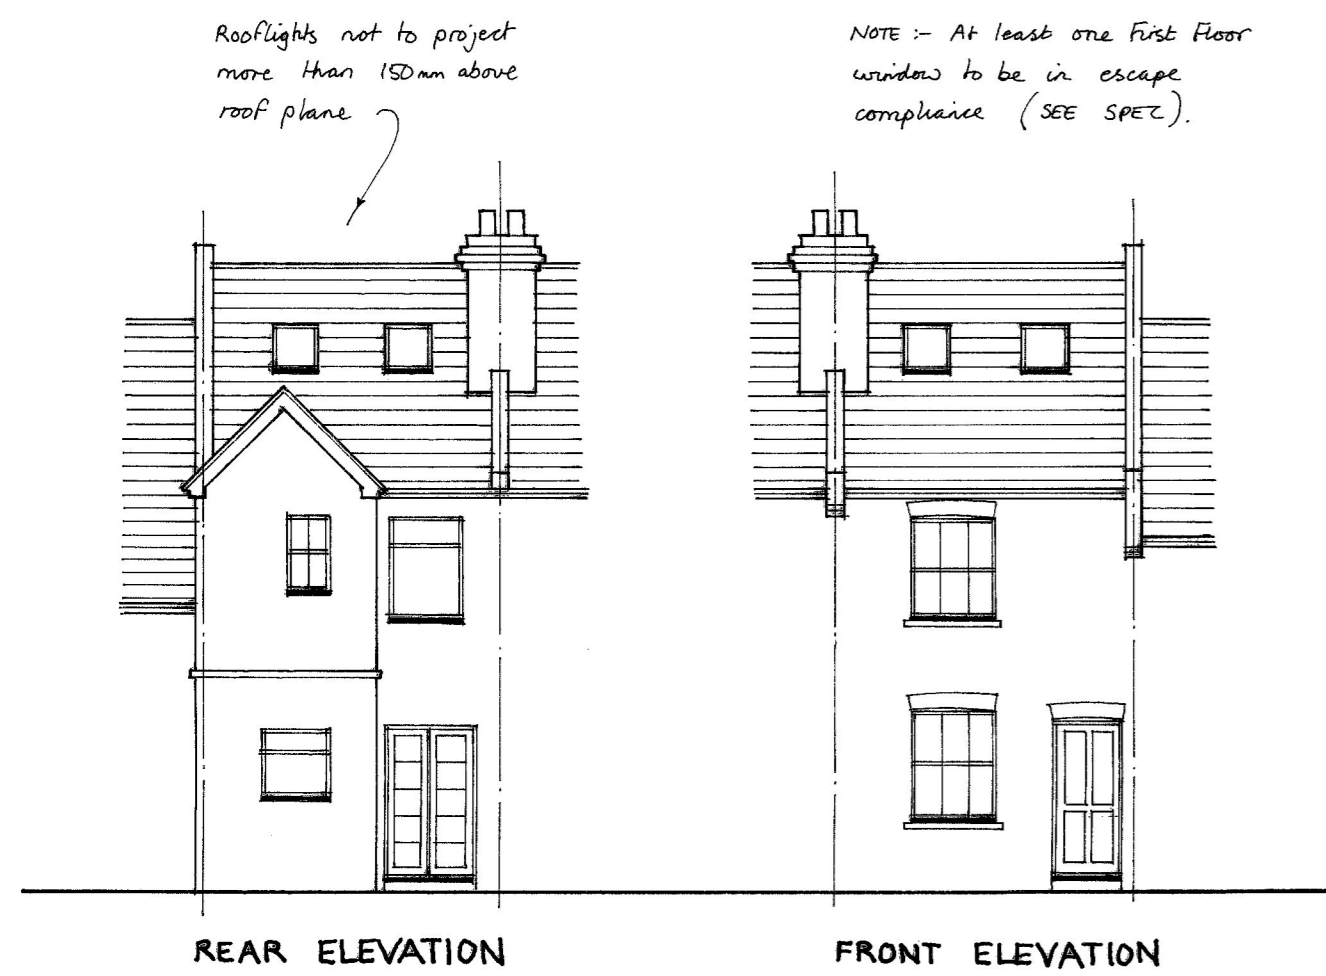 Rooflights not to project
more than 150mm above
roof plane
NOTE :- At least one First Floor
window to be in escape
compliance (SEE SPEC).
REAR ELEVATION
FRONT ELEVATION